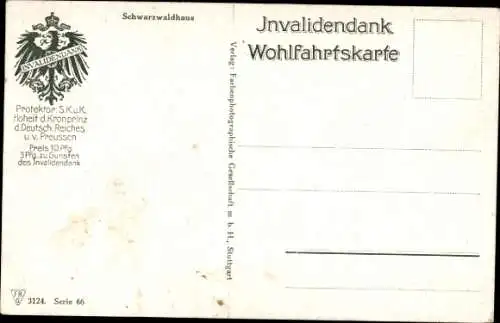 Schwarzwaldhaus
INVALIDENDANK
Protektor: S.K.u.K.
Hoheit d. Kronprinz
d. Deutsch. Reiches
u. v. Preussen
Preis 10 Pfg.
3 Pfg. zu Gunsten
des Invalidendank
3124. Serie 66
Verlag: Farbenphotographische Gesellschaft m. b. H., Stuttgart
Jnvalidendank
Wohlfahrtskarte